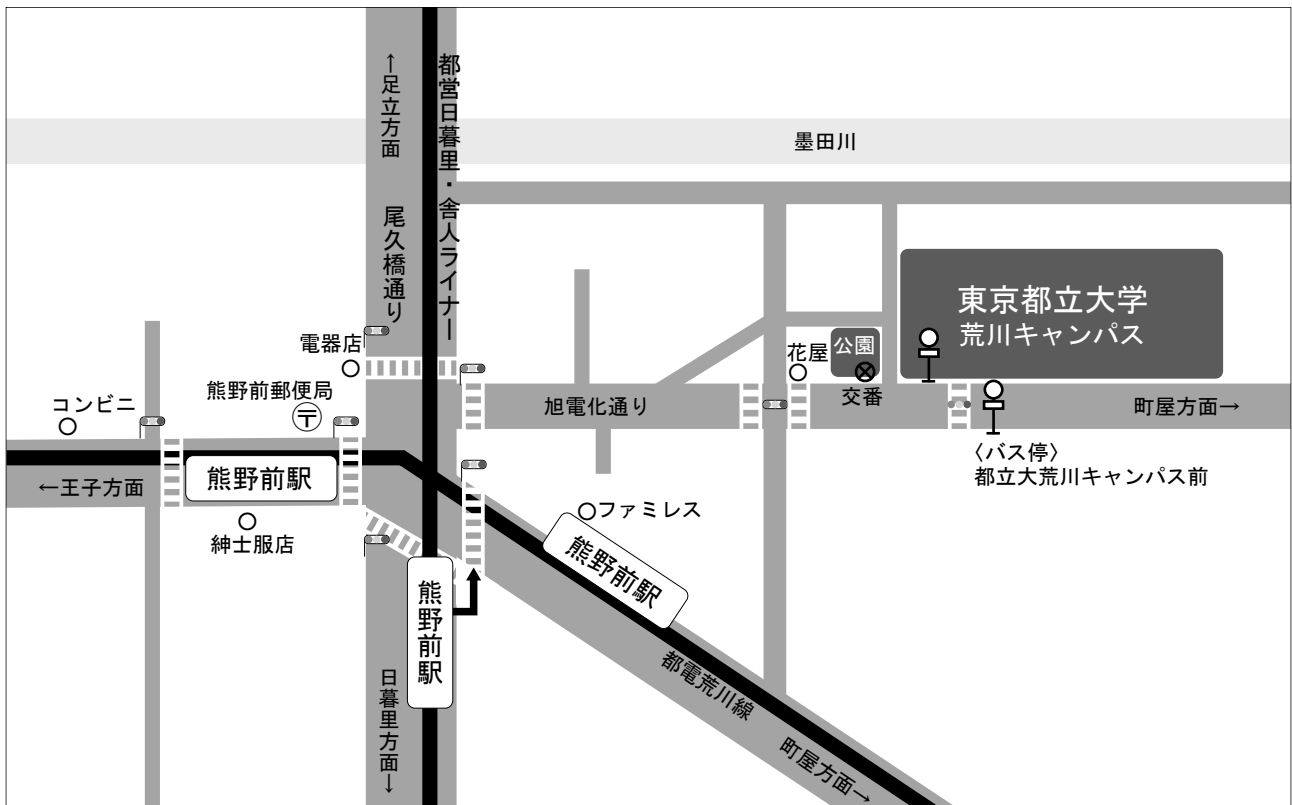 ↑足立方面
都営日暮里・舎人ライナー
墨田川
尾久橋通り
東京都立大学
荒川キャンパス
電器店
花屋
公園
熊野前郵便局
〒
コンビニ
旭電化通り
交番
町屋方面→
〈バス停〉
都立大荒川キャンパス前
熊野前駅
←王子方面
紳士服店
ファミレス
熊野前駅
熊野前駅
都電荒川線
日暮里方面↓
町屋方面→